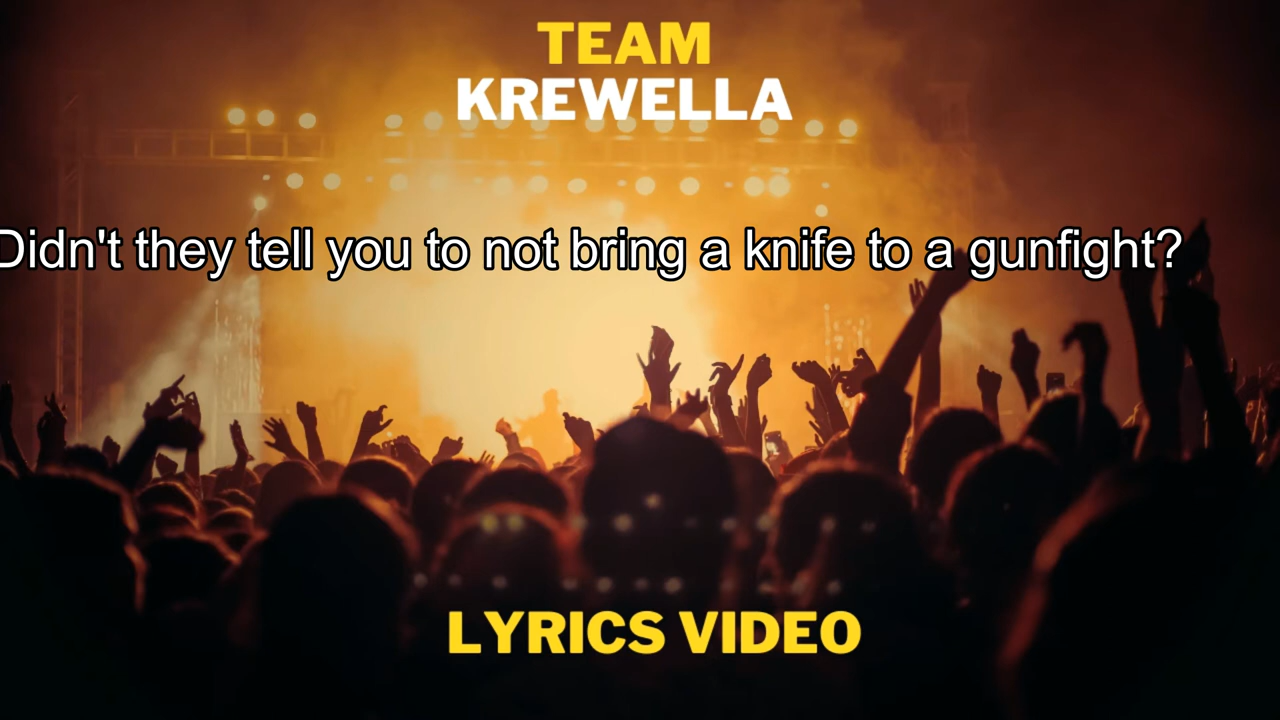 TEAM
KREWELLA
Didn't they tell you to not bring a knife to a gunfight?
LYRICS VIDEO